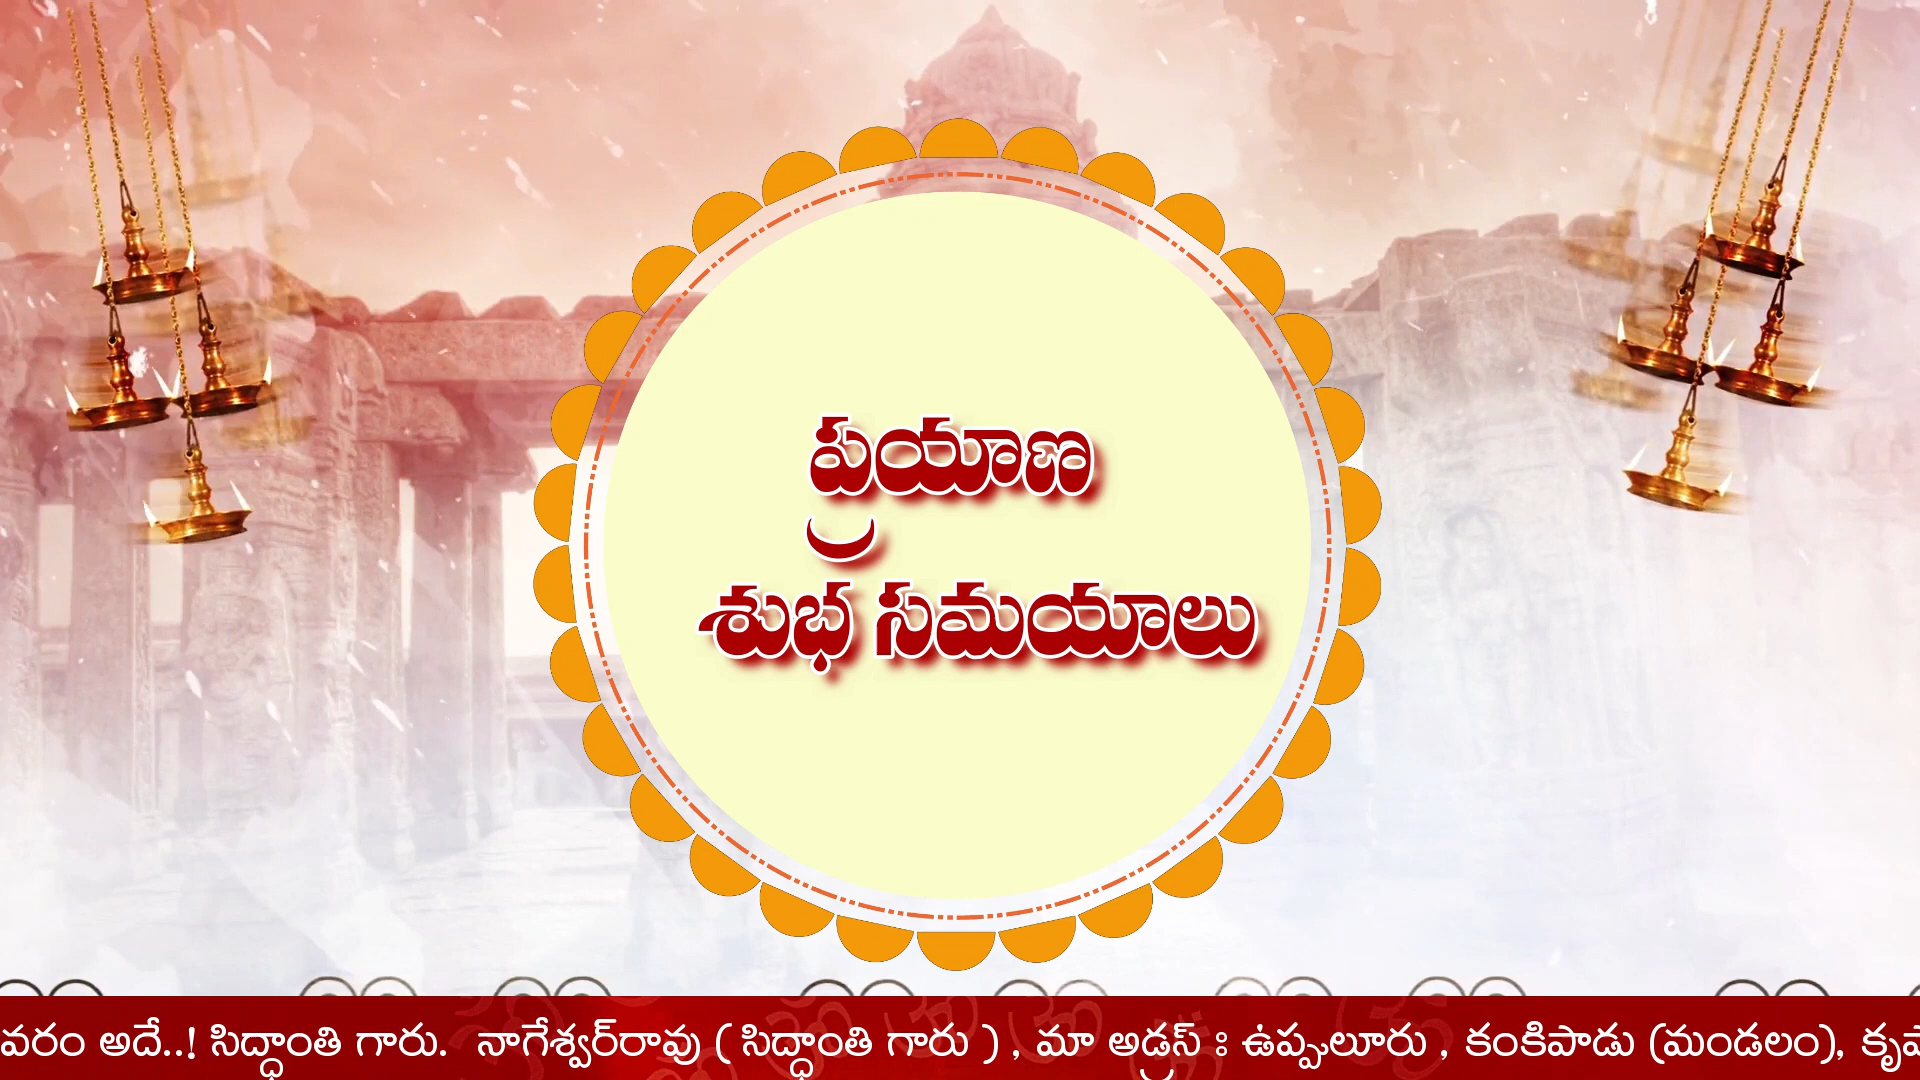 ప్రయాణ
శుభ సమయాలు
వరం అదే..! సిద్ధాంతి గారు. నాగేశ్వర్‌రావు ( సిద్ధాంతి గారు ) , మా అడ్రస్ ః ఉప్పులూరు , కంకిపాడు (మండలం),